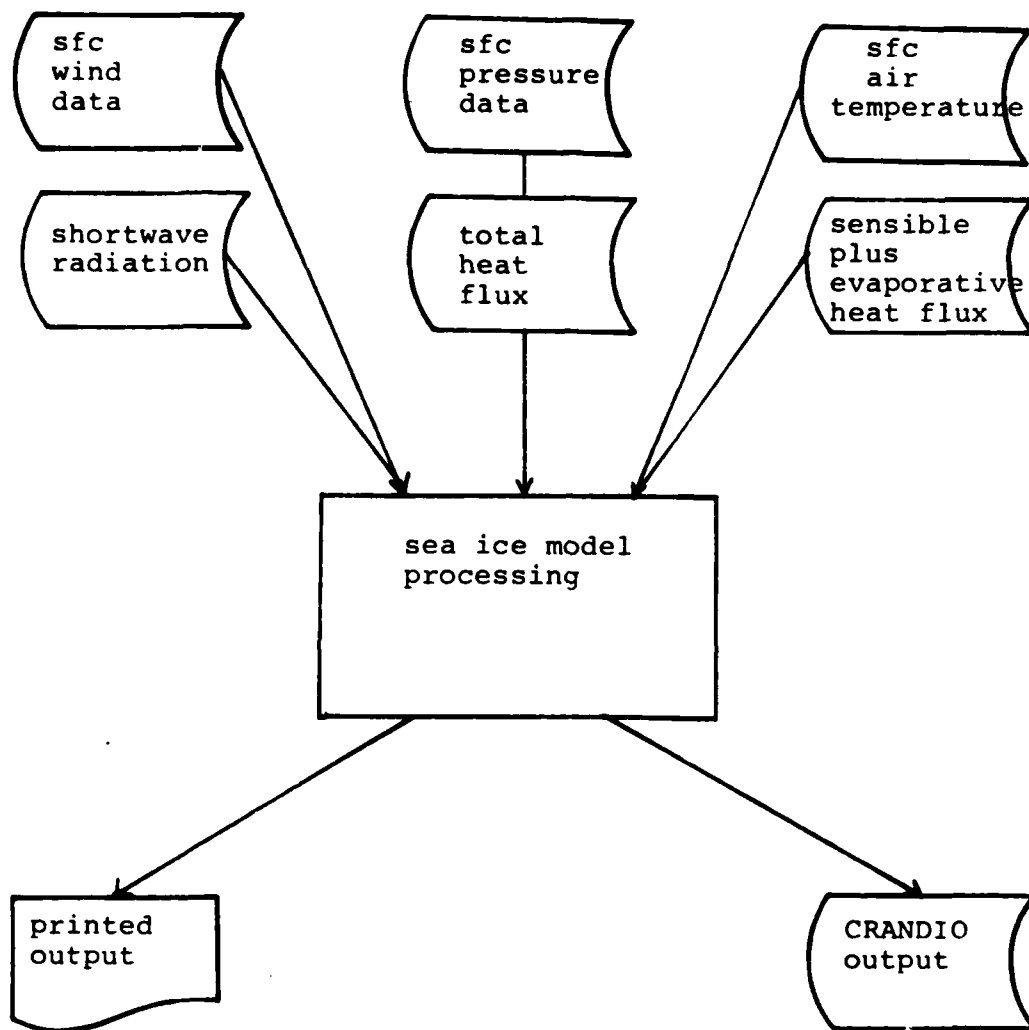 sfc
wind
data
sfc
pressure
data
sfc
air
temperature
shortwave
radiation
total
heat
flux
sensible
plus
evaporative
heat flux
sea ice model
processing
printed
output
CRANDIO
output